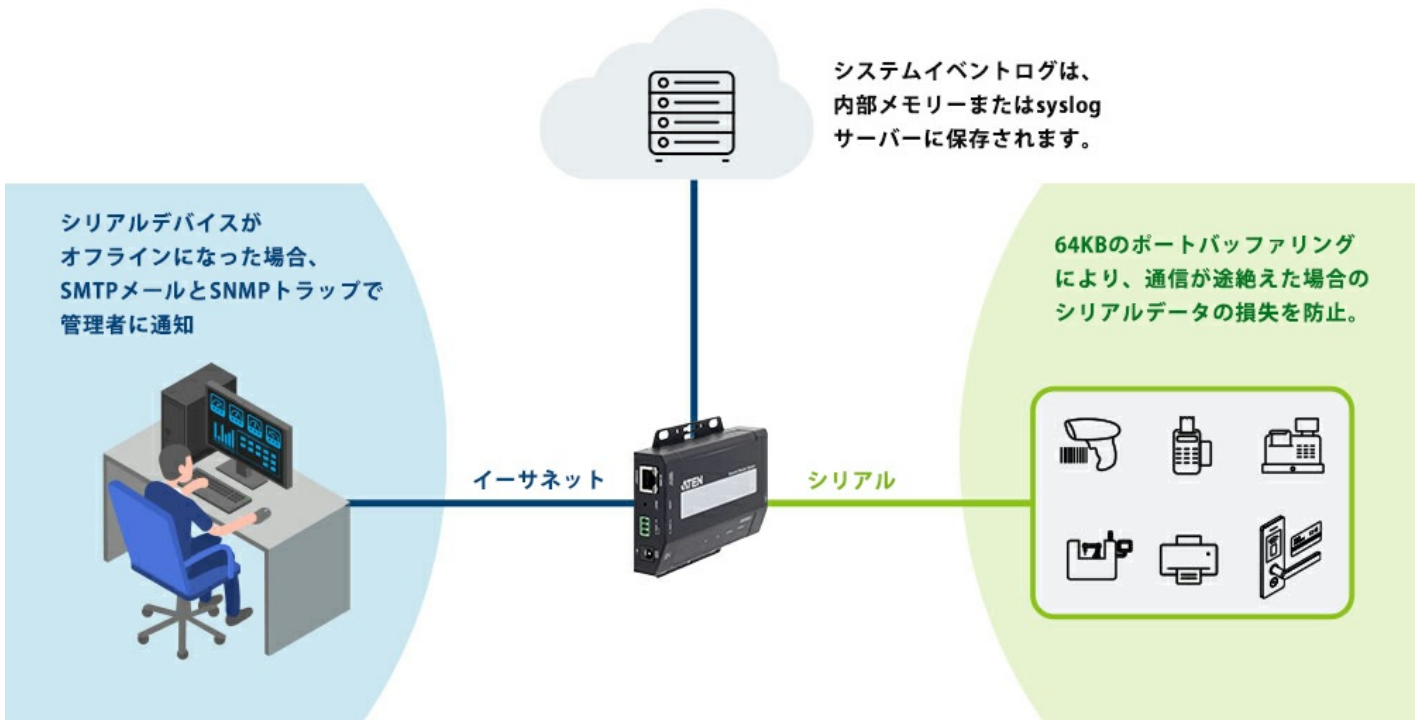 システムイベントログは、
内部メモリーまたはsyslog
サーバーに保存されます。
シリアルデバイスが
オフラインになった場合、
SMTPメールとSNMPトラップで
管理者に通知
64KBのポートバッファリング
により、通信が途絶えた場合の
シリアルデータの損失を防止。
イーサネット
ATEN
シリアル